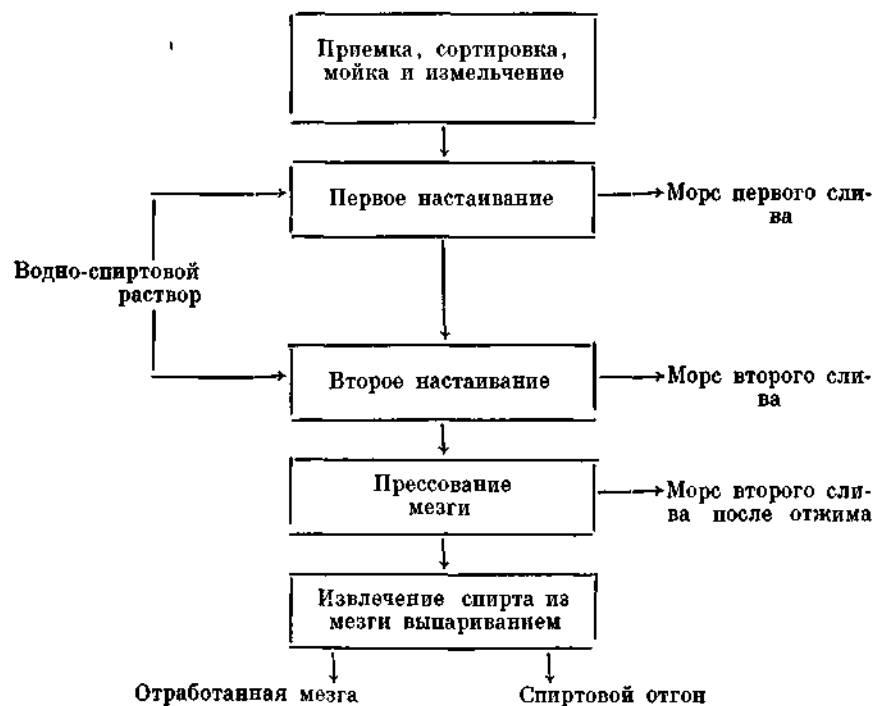 Приемка, сортировка,
мойка и измельчение
Первое настаивание
Морс первого сли-
ва
Водно-спиртовой
раствор
Второе настаивание
Морс второго сли-
ва
Прессование
мезги
Морс второго сли-
ва после отжима
Извлечение спирта из
мезги выпариванием
Отработанная мезга
Спиртовой отгон